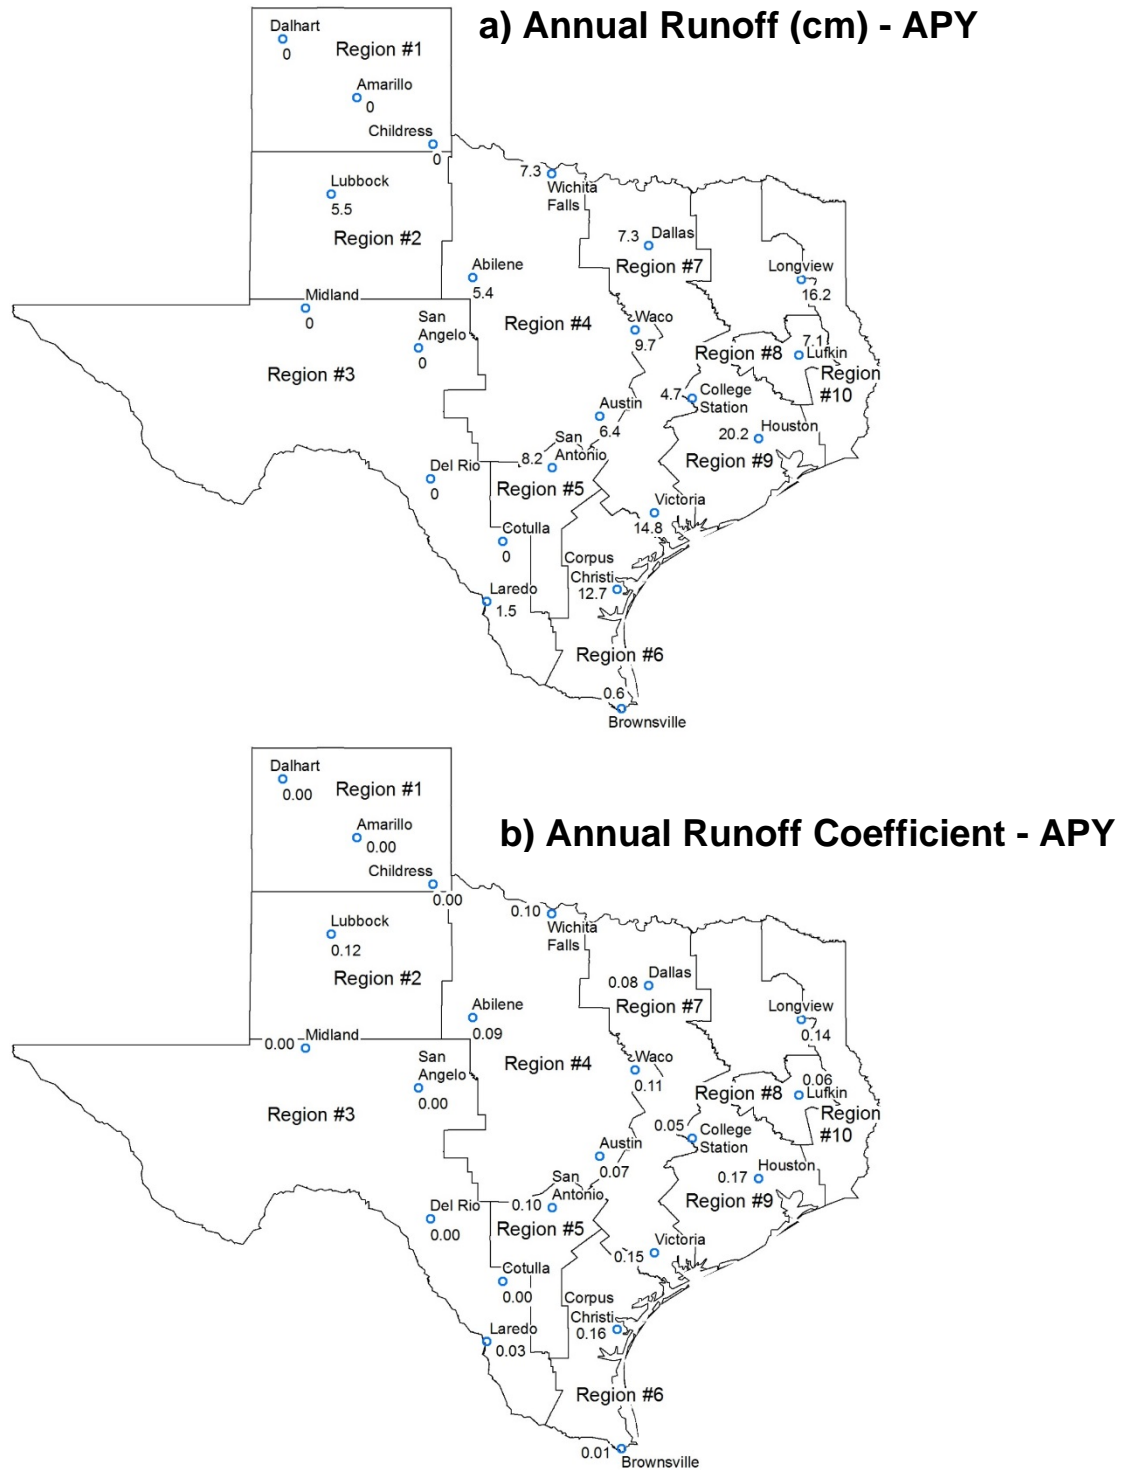 a) Annual Runoff (cm) - APY
Dalhart
0
Region #1
Amarillo
0
Childress
0
7.3
Wichita
Falls
Lubbock
5.5
Region #2
7.3 Dallas
Region #7
Abilene
5.4
Longview
16.2
Midland
0
San
Angelo
0
Region #4
Waco
9.7
7.1
Lufkin
Region #8
Region #3
Region
#10
4.7 College
Station
Austin
6.4
Houston
20.2
San
Antonio
8.2
Region #9
Del Rio
0
Region #5
Victoria
14.8
Cotulla
0
Corpus
Christi
12.7
Laredo
1.5
Region #6
0.6
Brownsville
b) Annual Runoff Coefficient - APY
Dalhart
0.00
Region #1
Amarillo
0.00
Childress
0.00
0.10
Wichita
Falls
Lubbock
0.12
Region #2
Dallas
0.08
Region #7
Abilene
0.09
Longview
0.14
0.00 Midland
San
Angelo
0.00
Region #4
Waco
0.11
0.06
Lufkin
Region #8
Region #3
Region
#10
0.05 College
Station
Austin
0.07
Houston
0.17
San
Antonio
0.10
Region #9
Del Rio
0.00
Region #5
Victoria
0.15
Cotulla
0.00
Corpus
Christi
0.16
Laredo
0.03
Region #6
0.01
Brownsville